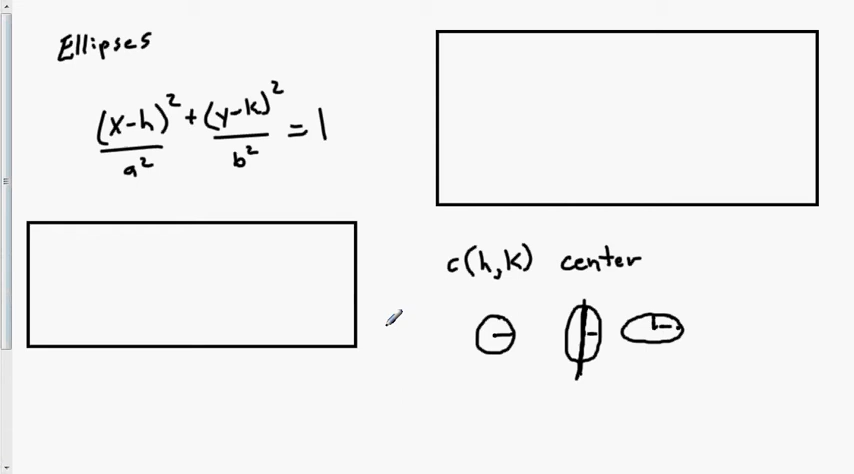 Ellipses
(x-h)² + (y-k)² = 1
a² b²
c(h,k) center